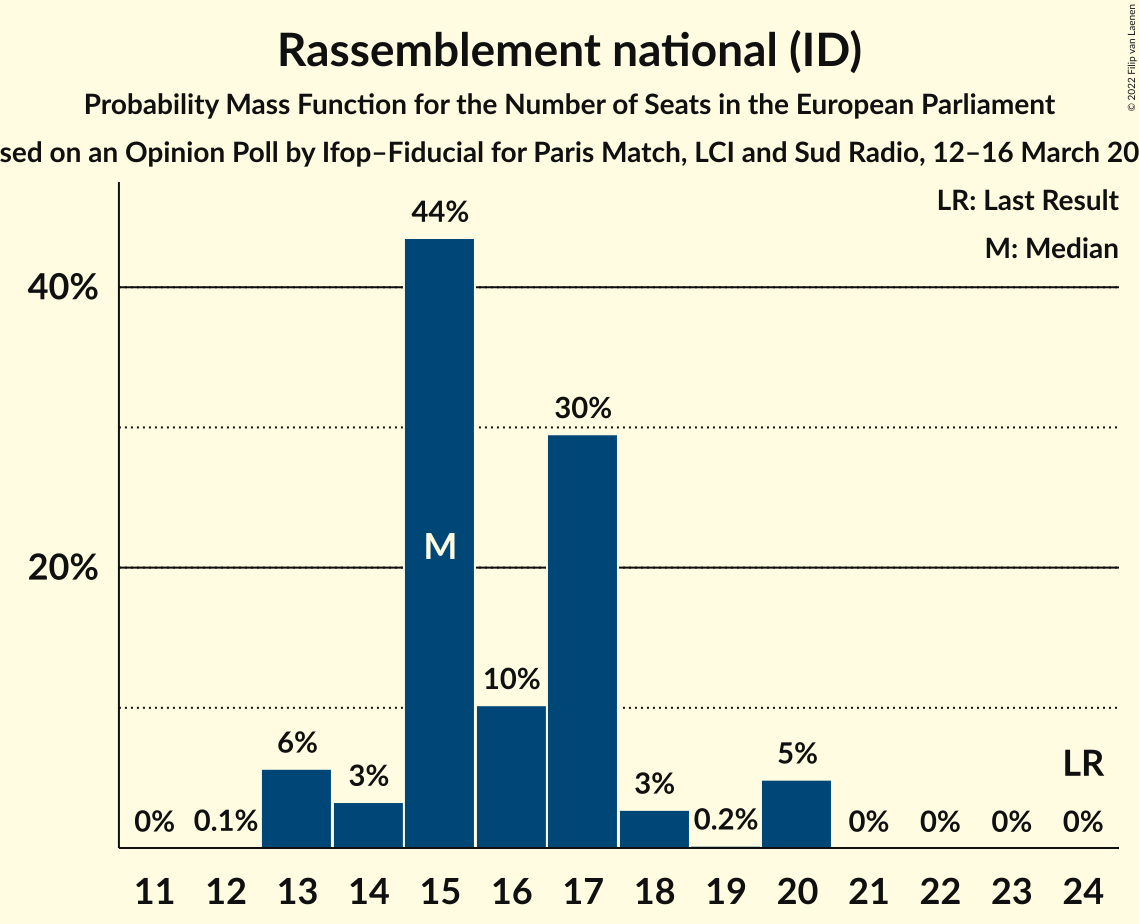 Rassemblement national (ID)
Probability Mass Function for the Number of Seats in the European Parliament
sed on an Opinion Poll by Ifop–Fiducial for Paris Match, LCI and Sud Radio, 12–16 March 20
© 2022 Filip van Laenen
LR: Last Result
M: Median
40%
20%
44%
30%
10%
6%
3%
3%
5%
0%
0.1%
0.2%
0%
0%
0%
0%
M
LR
11 12 13 14 15 16 17 18 19 20 21 22 23 24